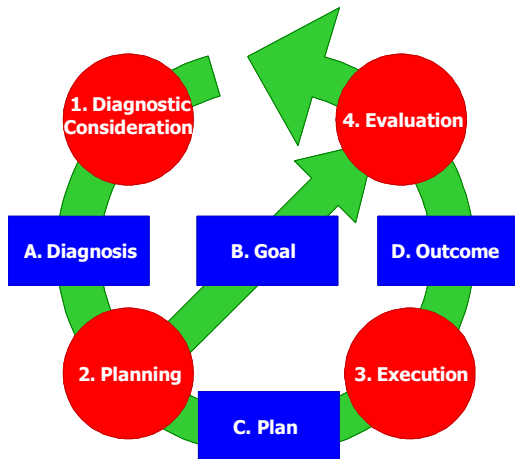 1. Diagnostic
Consideration
4. Evaluation
A. Diagnosis
B. Goal
D. Outcome
2. Planning
3. Execution
C. Plan